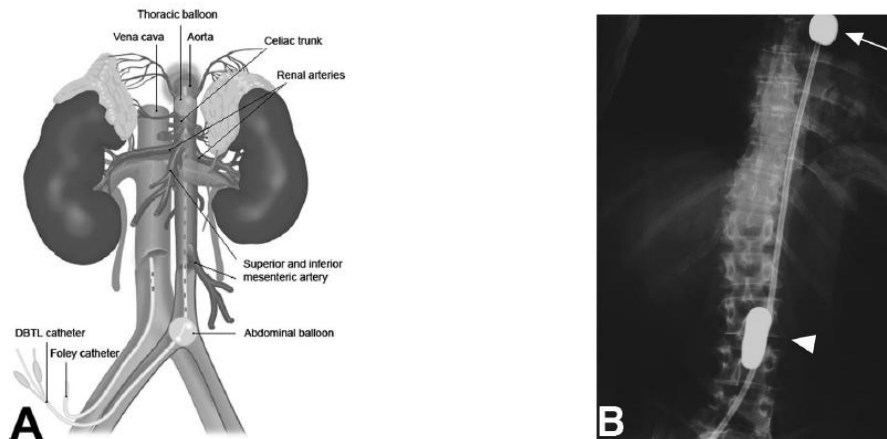 Thoracic balloon
Vena cava
Aorta
Celiac trunk
Renal arteries
Superior and inferior
mesenteric artery
Abdominal balloon
DBTL catheter
Foley catheter
A
B